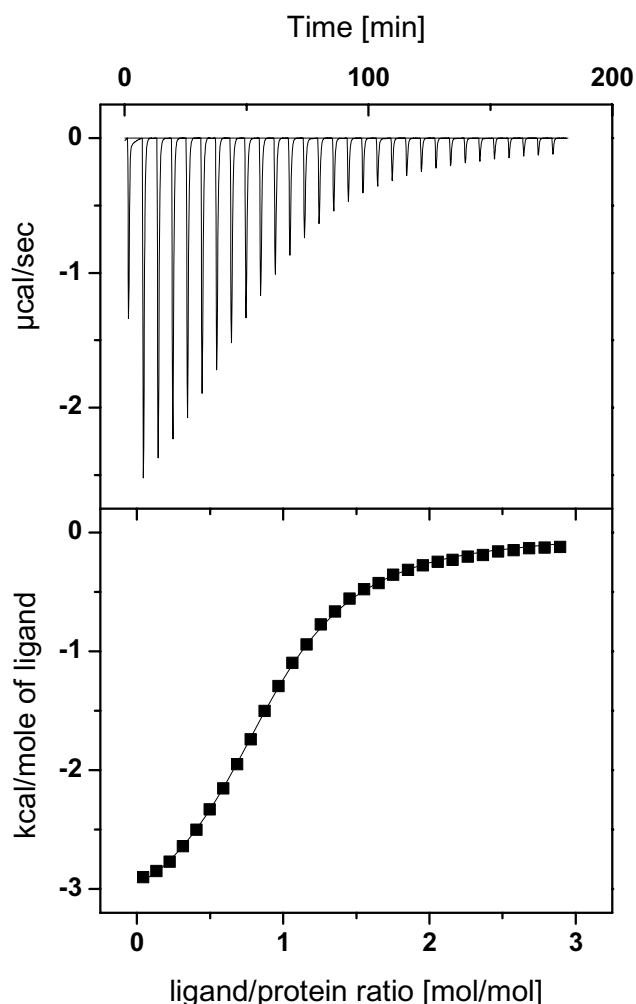 Time [min]
0 100 200
0
-1
-2
µcal/sec
0
-1
-2
-3
kcal/mole of ligand
0 1 2 3
ligand/protein ratio [mol/mol]